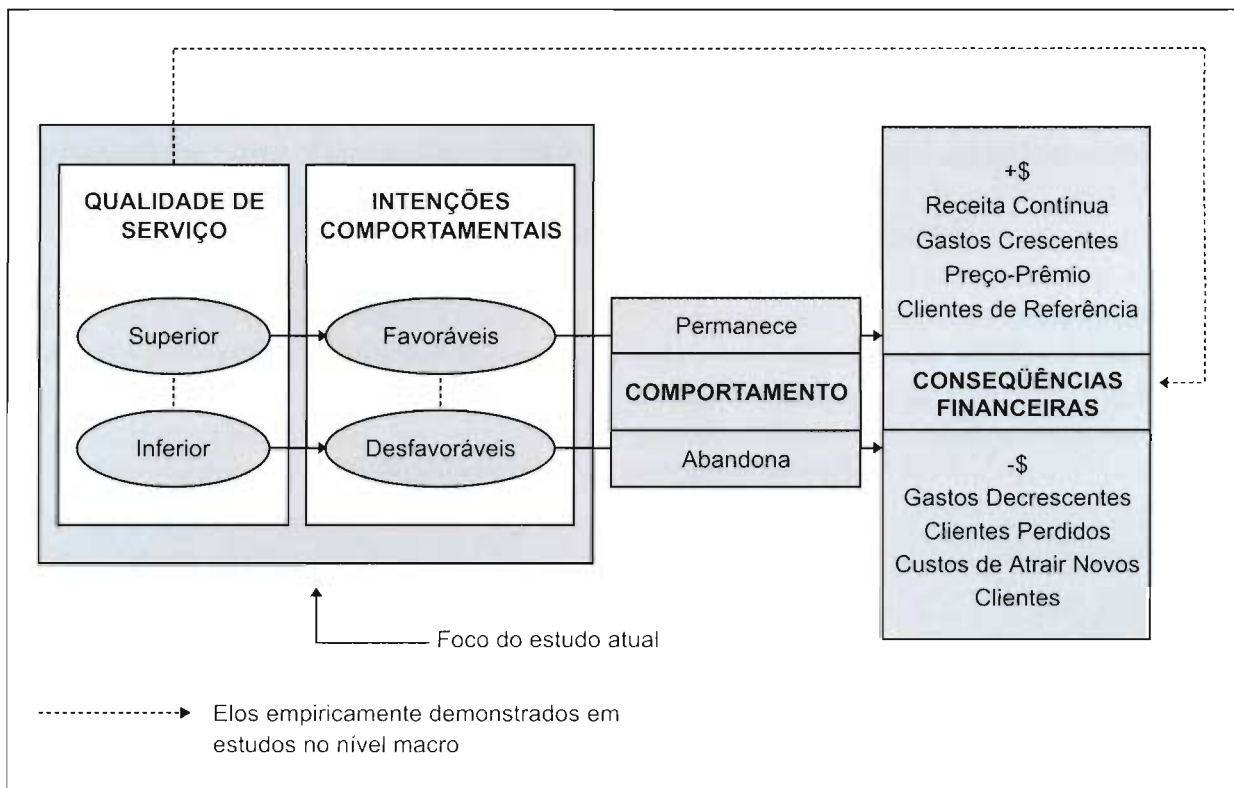 QUALIDADE DE
SERVIÇO
Superior
Inferior
INTENÇÕES
COMPORTAMENTAIS
Favoráveis
Desfavoráveis
Permanece
COMPORTAMENTO
Abandona
+$
Receita Contínua
Gastos Crescentes
Preço-Prêmio
Clientes de Referência
CONSEQÜÊNCIAS
FINANCEIRAS
-$
Gastos Decrescentes
Clientes Perdidos
Custos de Atrair Novos
Clientes
Foco do estudo atual
Elos empiricamente demonstrados em
estudos no nível macro